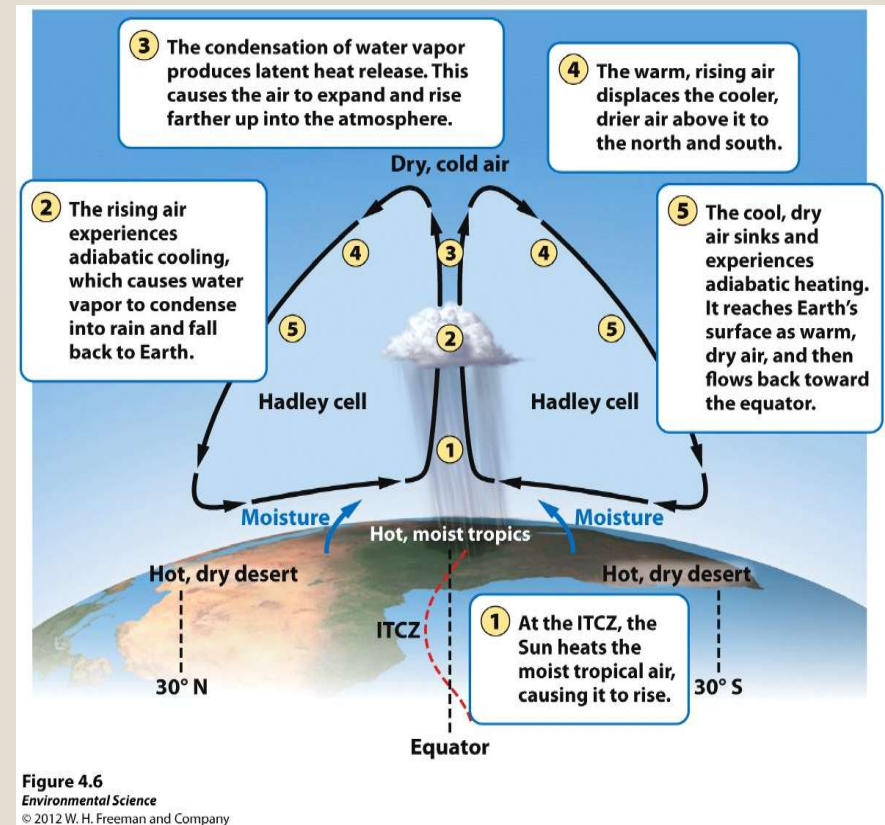 3 The condensation of water vapor
produces latent heat release. This
causes the air to expand and rise
farther up into the atmosphere.
4 The warm, rising air
displaces the cooler,
drier air above it to
the north and south.
Dry, cold air
2 The rising air
experiences
adiabatic cooling,
which causes water
vapor to condense
into rain and fall
back to Earth.
5 The cool, dry
air sinks and
experiences
adiabatic heating.
It reaches Earth's
surface as warm,
dry air, and then
flows back toward
the equator.
4 3 4
5 2 5
Hadley cell Hadley cell
1
Moisture Moisture
Hot, moist tropics
Hot, dry desert Hot, dry desert
ITCZ
1 At the ITCZ, the
Sun heats the
moist tropical air,
causing it to rise.
30° N 30° S
Equator
Figure 4.6
Environmental Science
© 2012 W. H. Freeman and Company